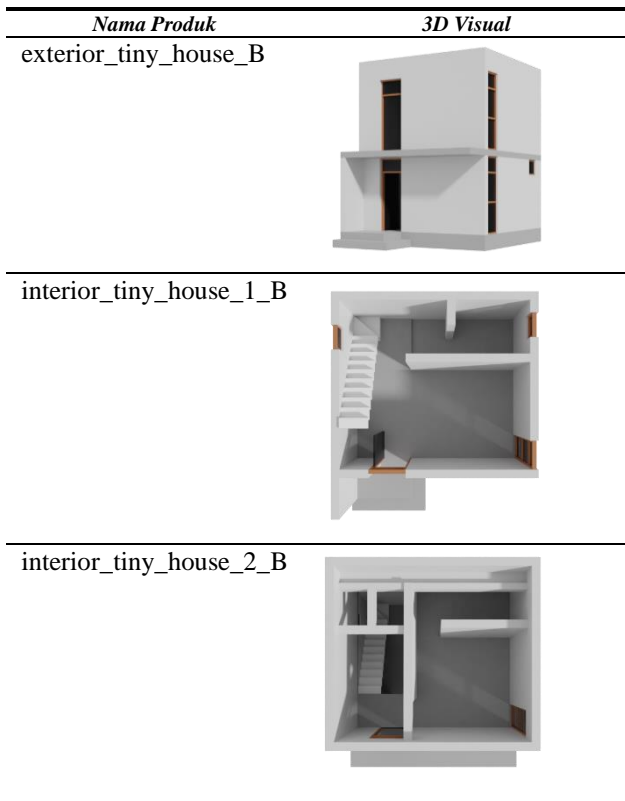 Nama Produk 3D Visual
exterior_tiny_house_B
interior_tiny_house_1_B
interior_tiny_house_2_B